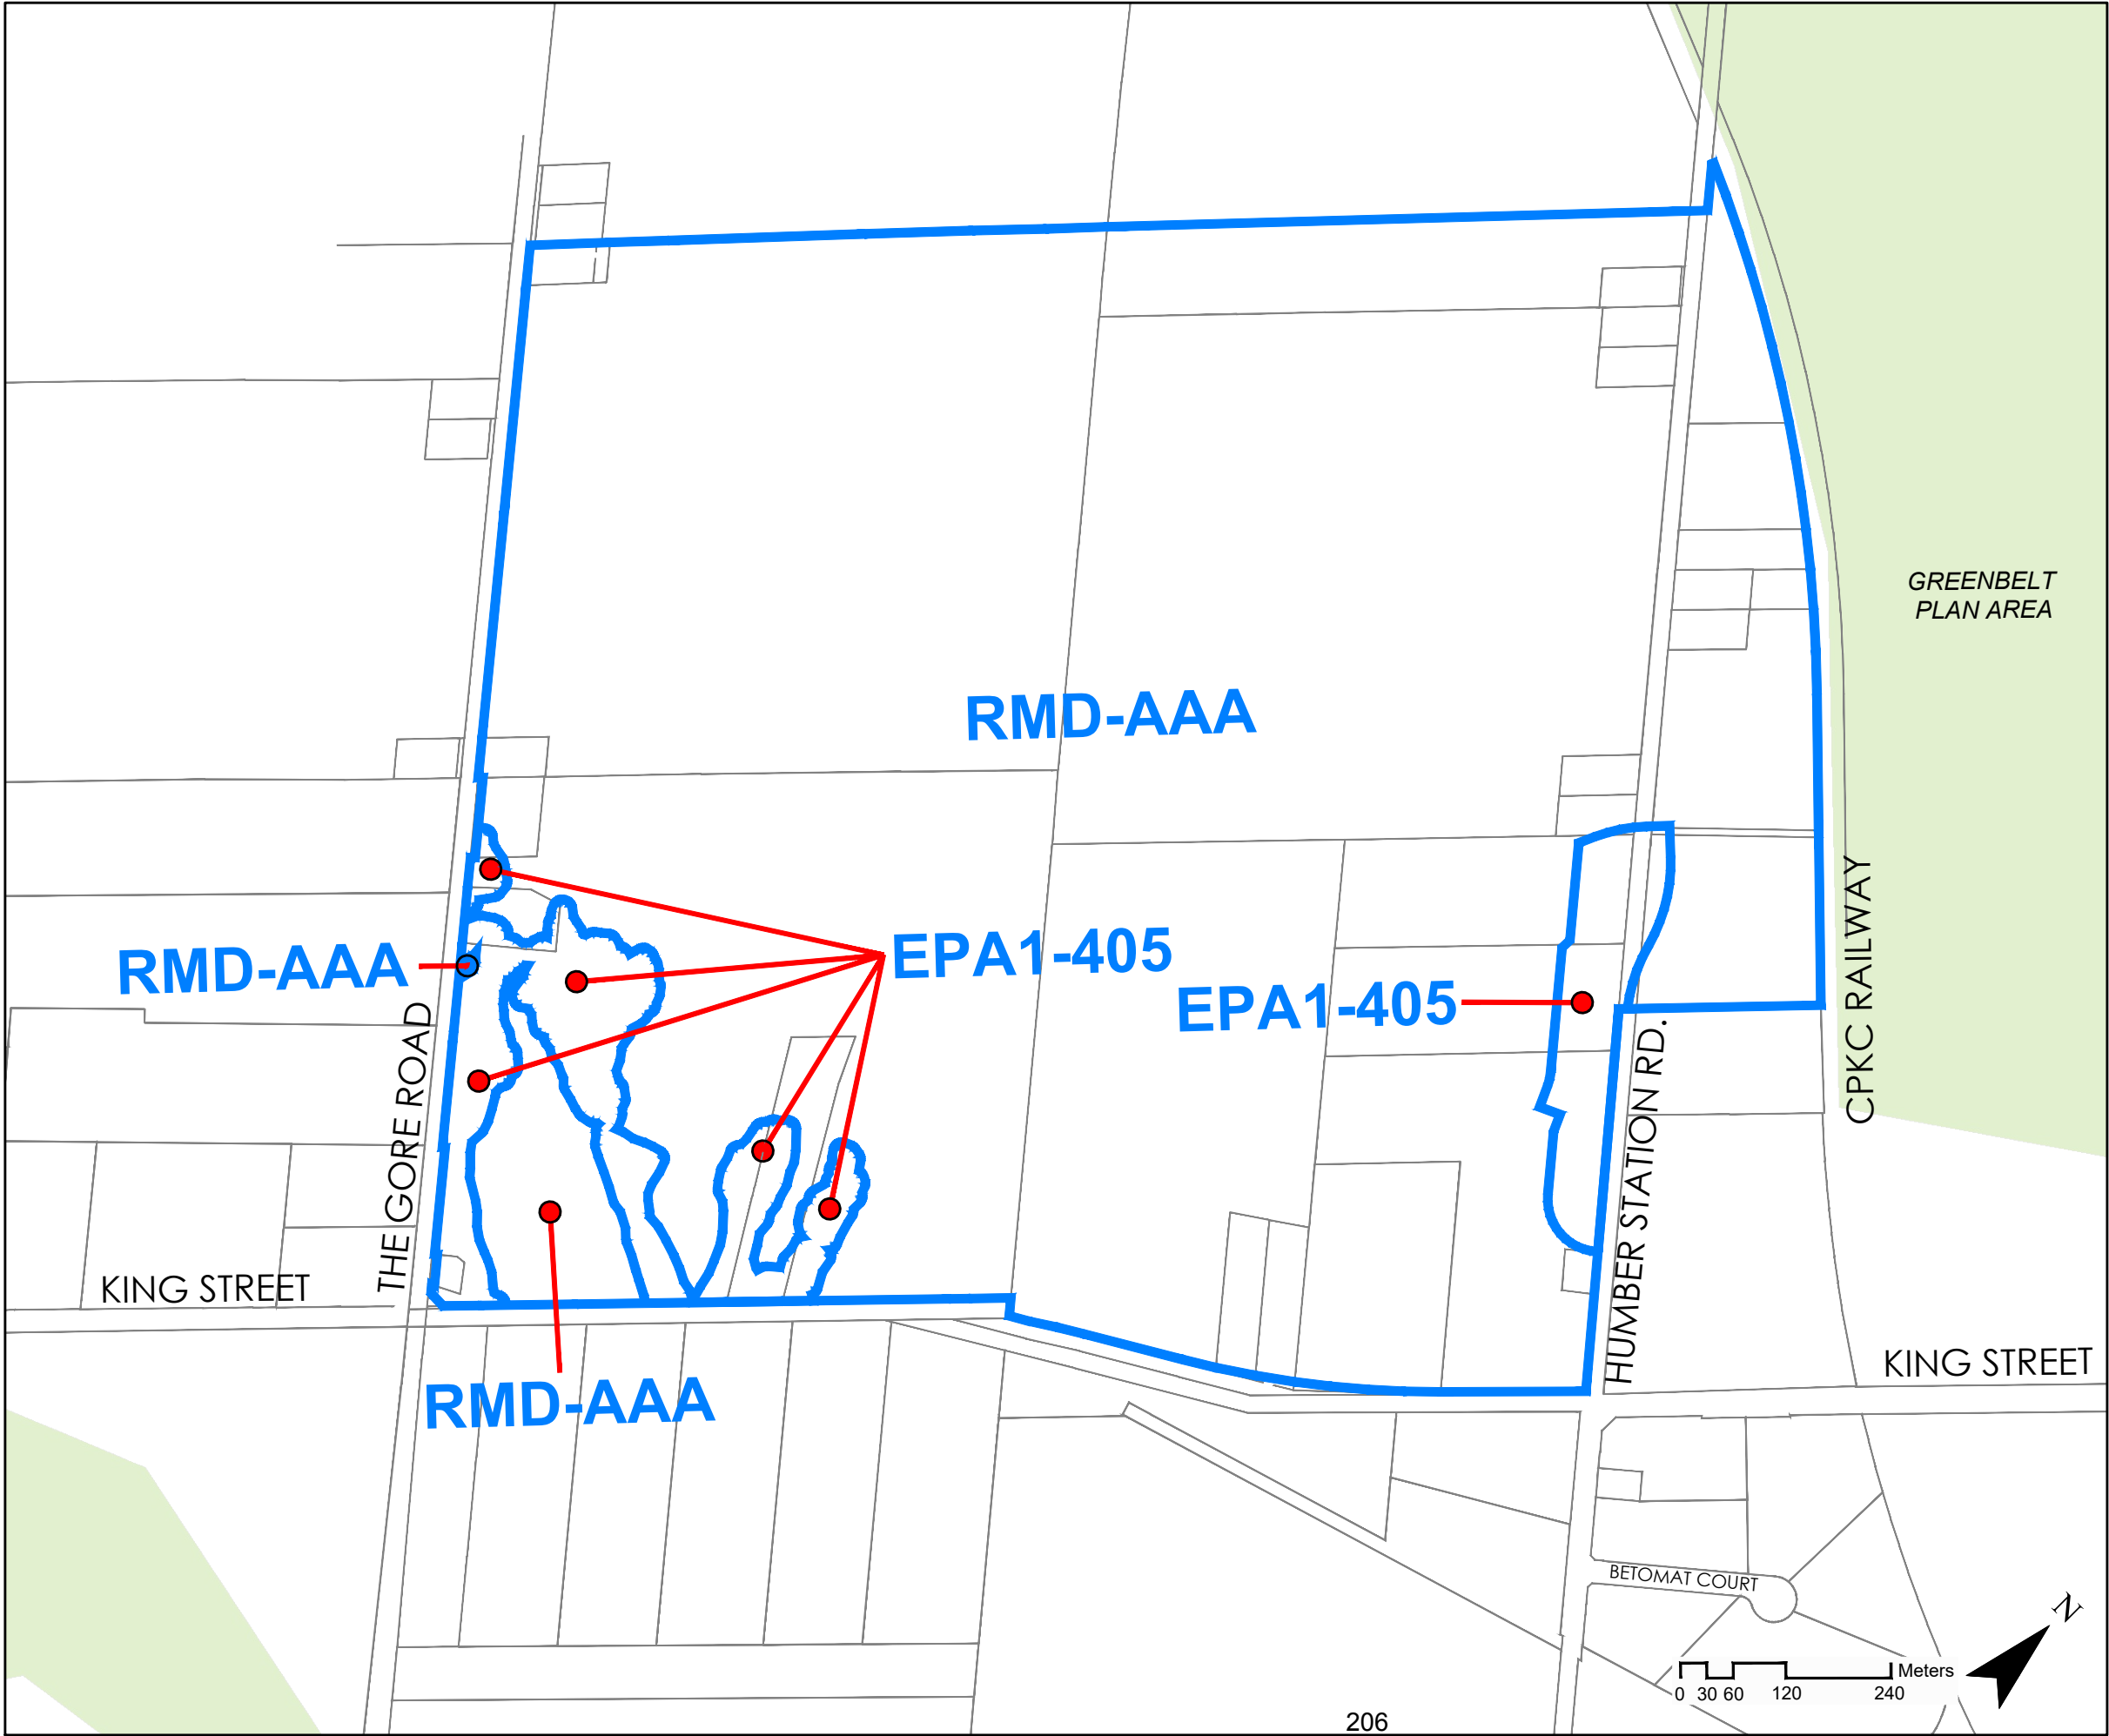 GREENBELT
PLAN AREA
RMD-AAA
CPKC RAILWAY
EPA1-405
RMD-AAA
EPA1-405
THE GORE ROAD
HUMBER STATION RD.
KING STREET
KING STREET
RMD-AAA
BETOMAT COURT
N
Meters
0 30 60 120 240
206